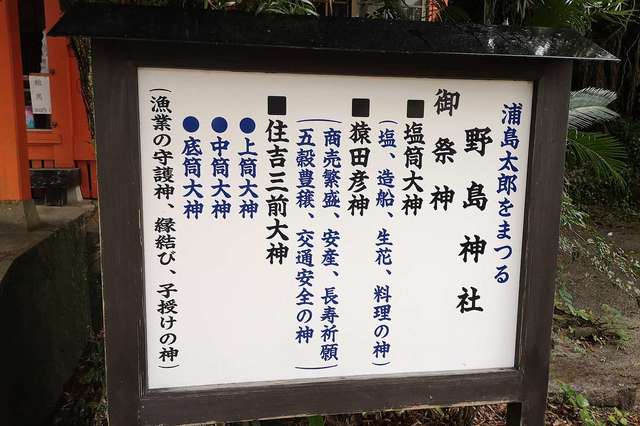 浦島太郎をまつる
野島神社
御祭神
■塩筒大神
(塩、造船、生花、料理の神)
■猿田彦神
(商売繁盛、安産、長寿祈願
五穀豊穣、交通安全の神)
■住吉三前大神
●上筒大神
●中筒大神
●底筒大神
(漁業の守護神、縁結び、子授けの神)
絵馬